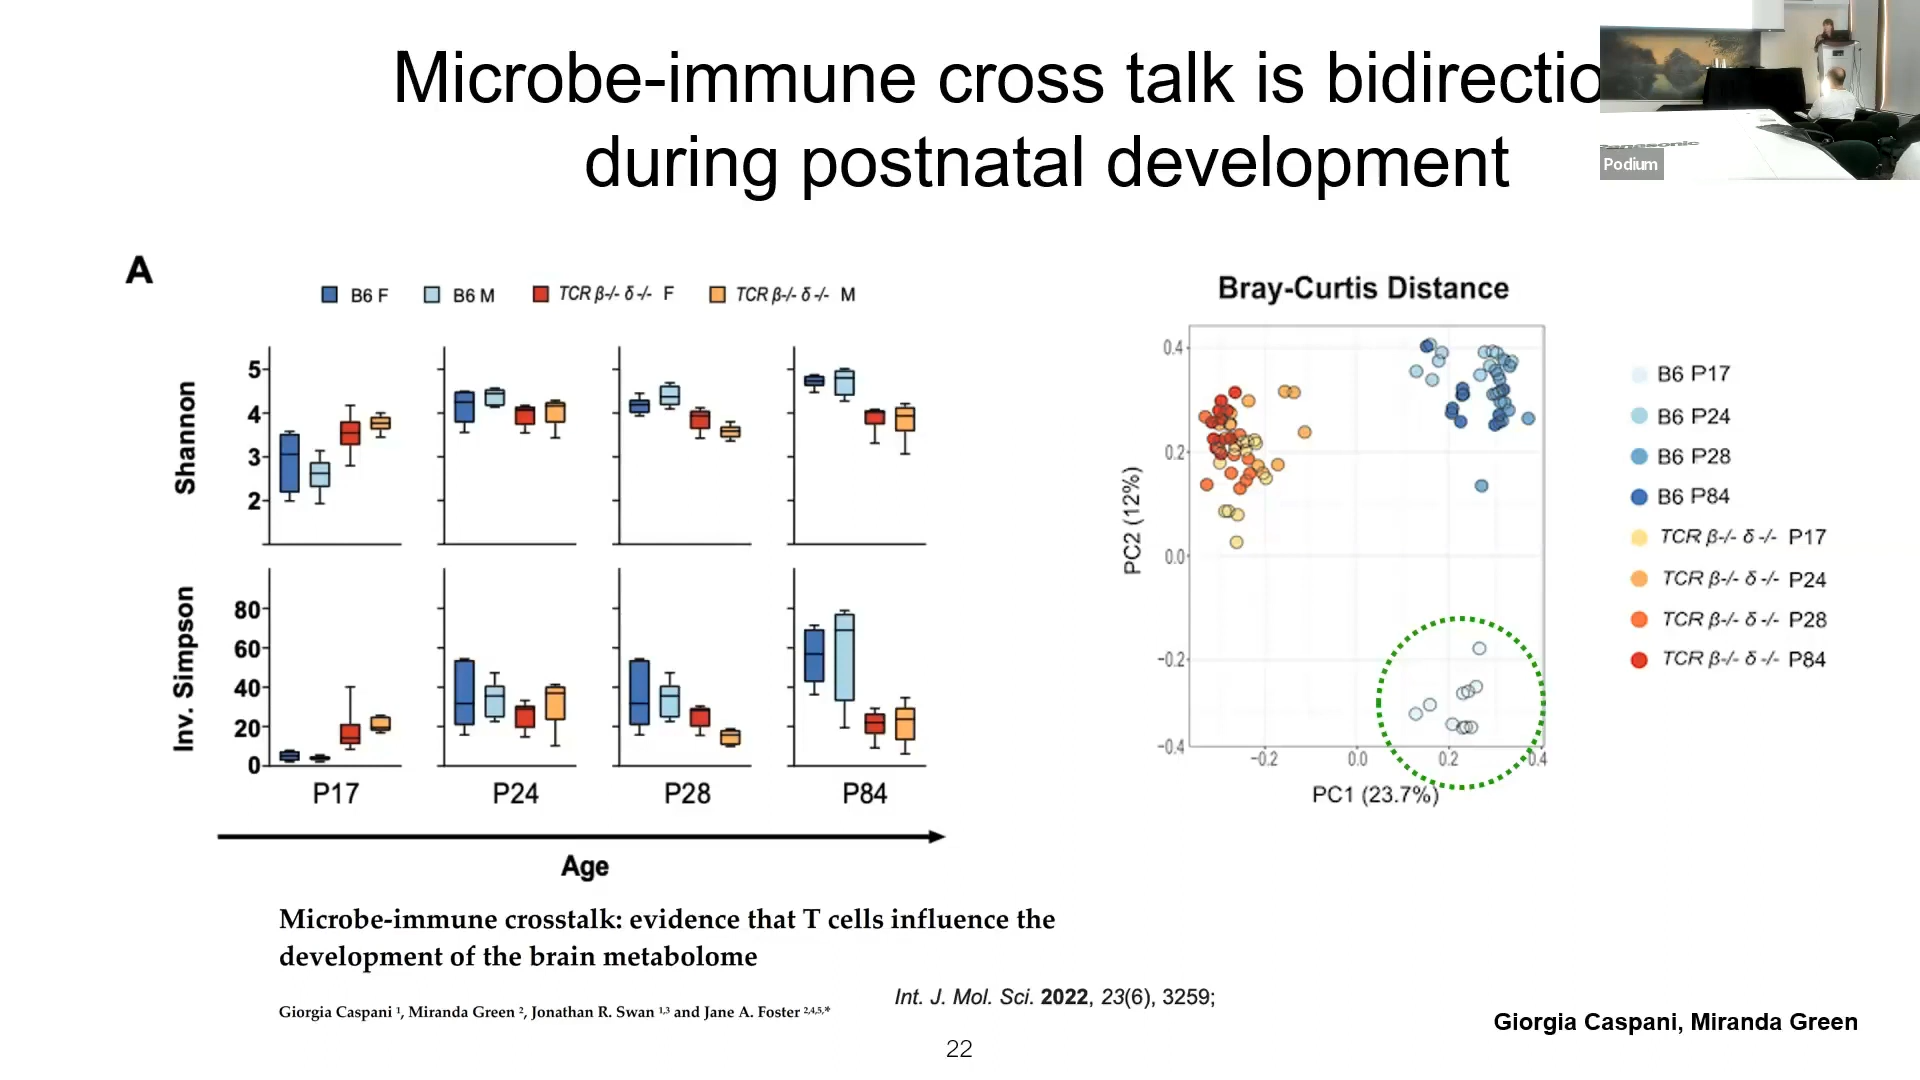 Microbe-immune cross talk is bidirectio
during postnatal development
Panasonic
Podium
A
B6 F
B6 M
TCR β-/- δ -/- F
TCR β-/- δ -/- M
Shannon
5
4
3
2
Inv. Simpson
80
60
40
20
0
P17
P24
P28
P84
Age
Bray-Curtis Distance
PC2 (12%)
0.4
0.2
0.0
−0.2
−0.4
−0.2
0.0
0.2
0.4
PC1 (23.7%)
B6 P17
B6 P24
B6 P28
B6 P84
TCR β-/- δ -/- P17
TCR β-/- δ -/- P24
TCR β-/- δ -/- P28
TCR β-/- δ -/- P84
Microbe-immune crosstalk: evidence that T cells influence the
development of the brain metabolome
Giorgia Caspani 1, Miranda Green 2, Jonathan R. Swan 1,3 and Jane A. Foster 2,4,5,*
Int. J. Mol. Sci. 2022, 23(6), 3259;
Giorgia Caspani, Miranda Green
22